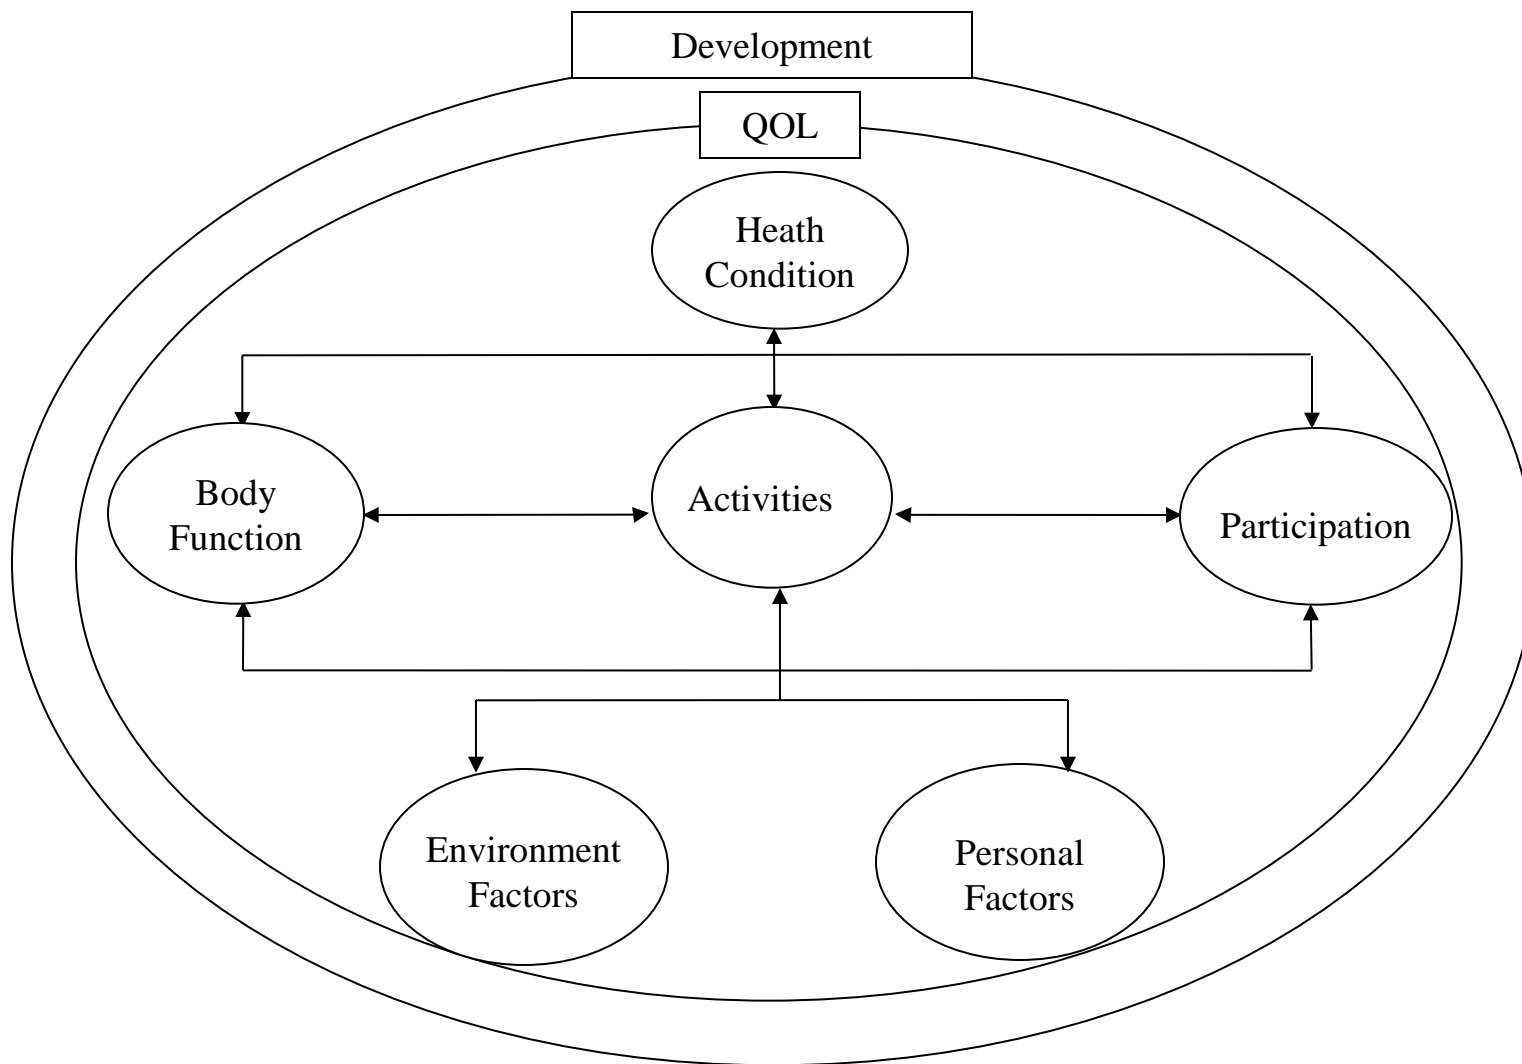 Development
QOL
Heath
Condition
Body
Function
Activities
Participation
Environment
Factors
Personal
Factors